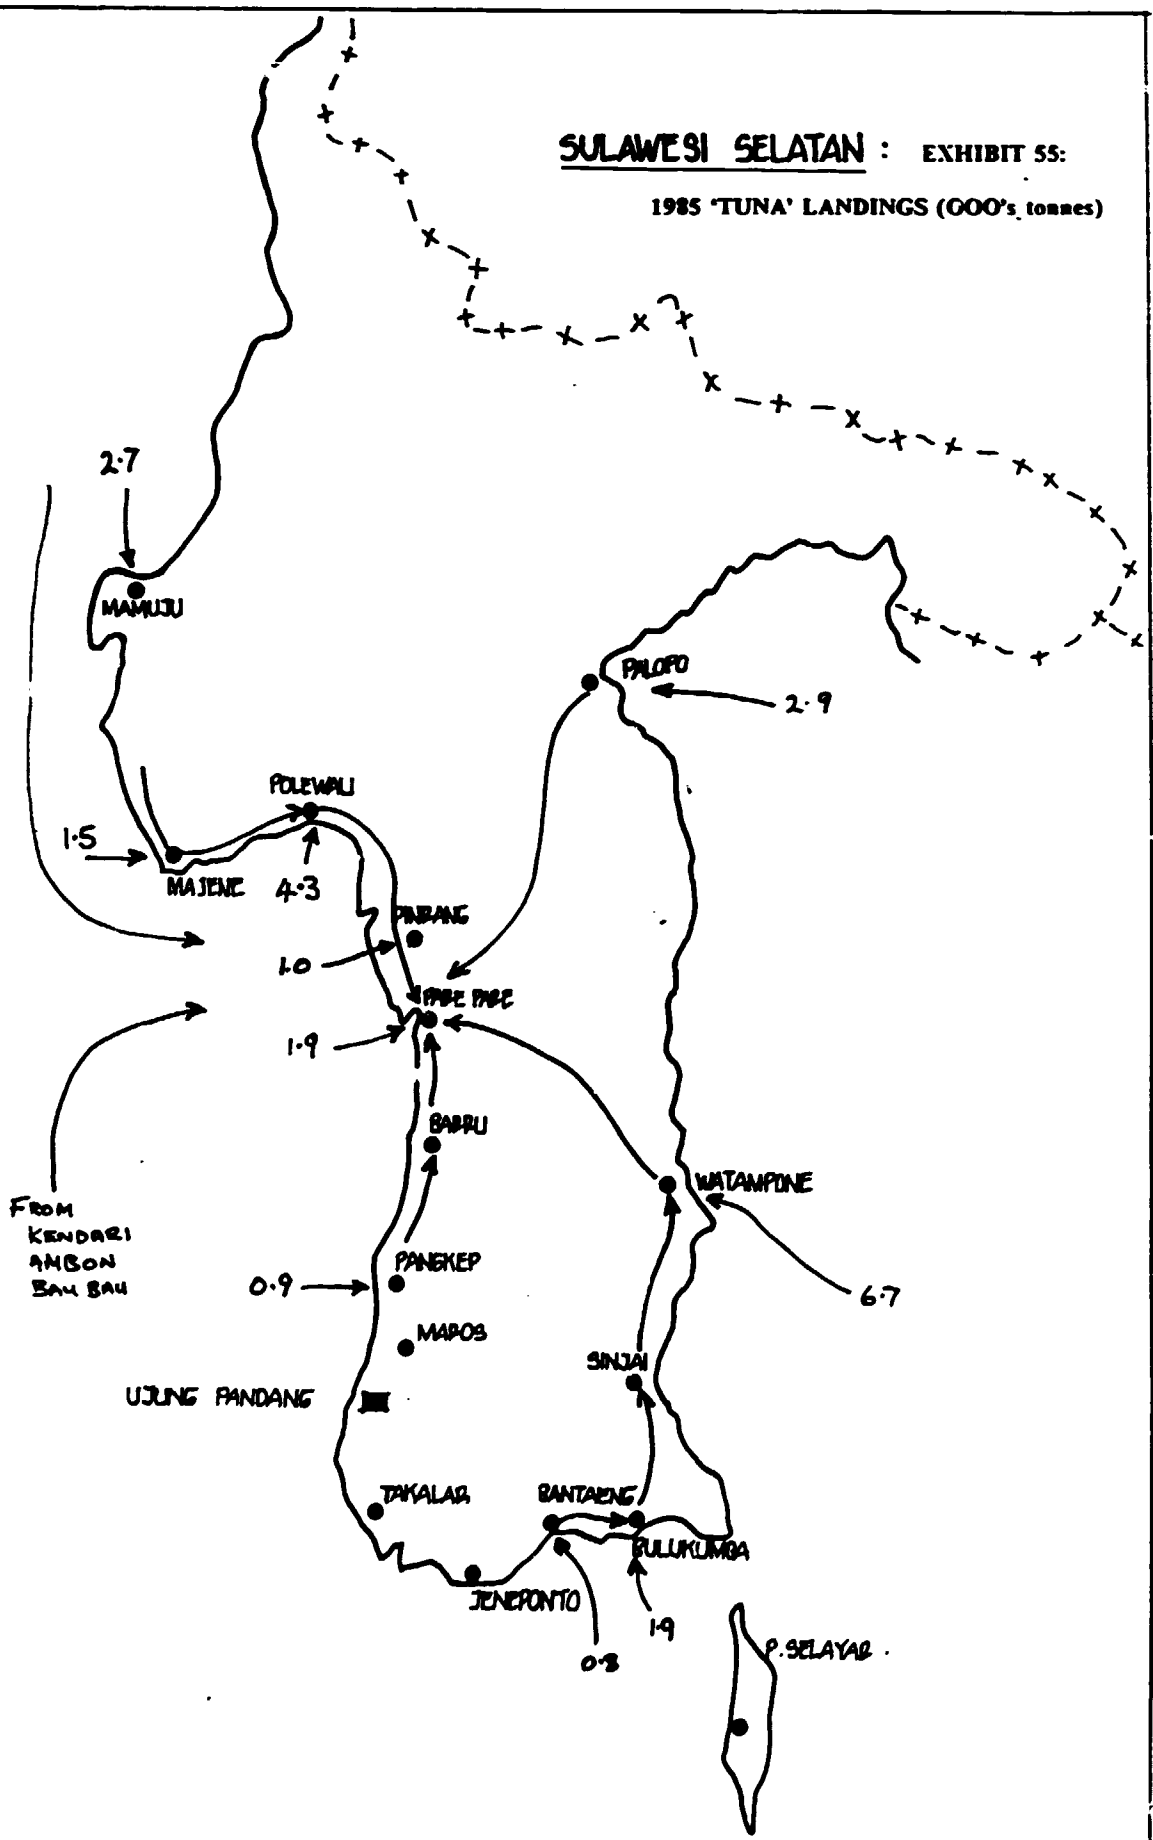 SULAWESI SELATAN : EXHIBIT 55:
1985 'TUNA' LANDINGS (OOO's tonnes)
2.7
MAMUJU
PALOPO
2.9
POLEWALI
1.5
MAJENE
4.3
PINRANG
1.0
PARE PARE
1.9
BARRU
WATAMPONE
FROM
KENDARI
AMBON
BAU BAU
PANGKEP
0.9
6.7
MAROS
SINJAI
UJUNG PANDANG
TAKALAR
BANTAENG
BULUKUMBA
JENEPONTO
1.9
0.8
P. SELAYAR